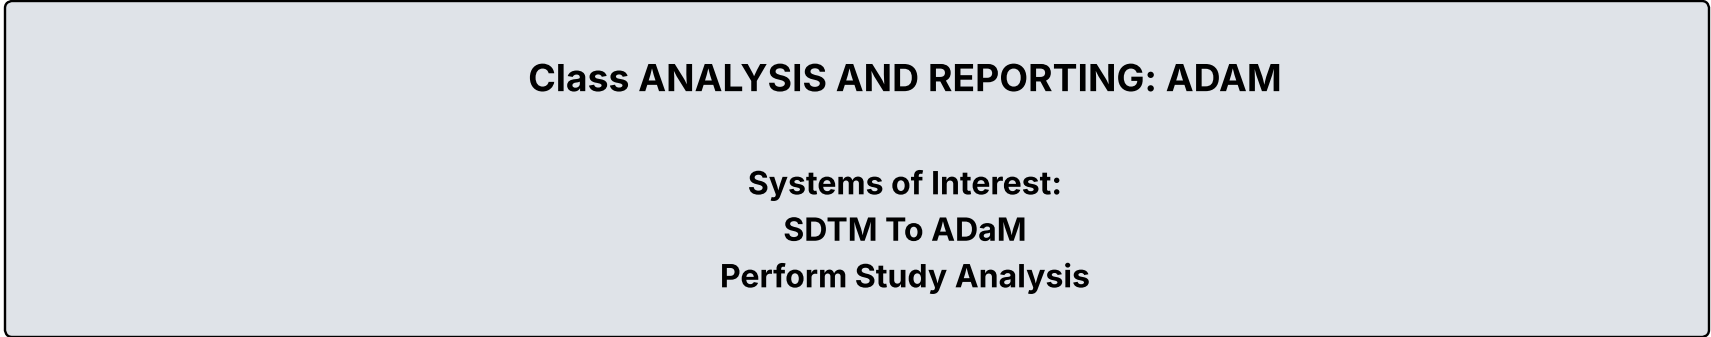 Class ANALYSIS AND REPORTING: ADAM
Systems of Interest:
SDTM To ADaM
Perform Study Analysis